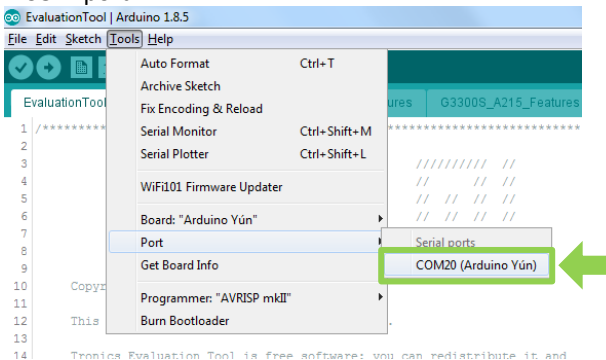 EvaluationTool | Arduino 1.8.5
File Edit Sketch Tools Help
EvaluationTool
ures
G3300S_A215_Features
Auto Format Ctrl+T
Archive Sketch
Fix Encoding & Reload
Serial Monitor Ctrl+Shift+M
Serial Plotter Ctrl+Shift+L
WiFi101 Firmware Updater
Board: "Arduino Yún"
Port
Get Board Info
Programmer: "AVRISP mkII"
Burn Bootloader
Serial ports
COM20 (Arduino Yún)
1 /********* ****************************
2
3 ////////// //
4 // // //
5 // // // //
6 // // // //
7
8
9
10 Copyr
11
12 This .
13
14 Tronics Evaluation Tool is free software: you can redistribute it and